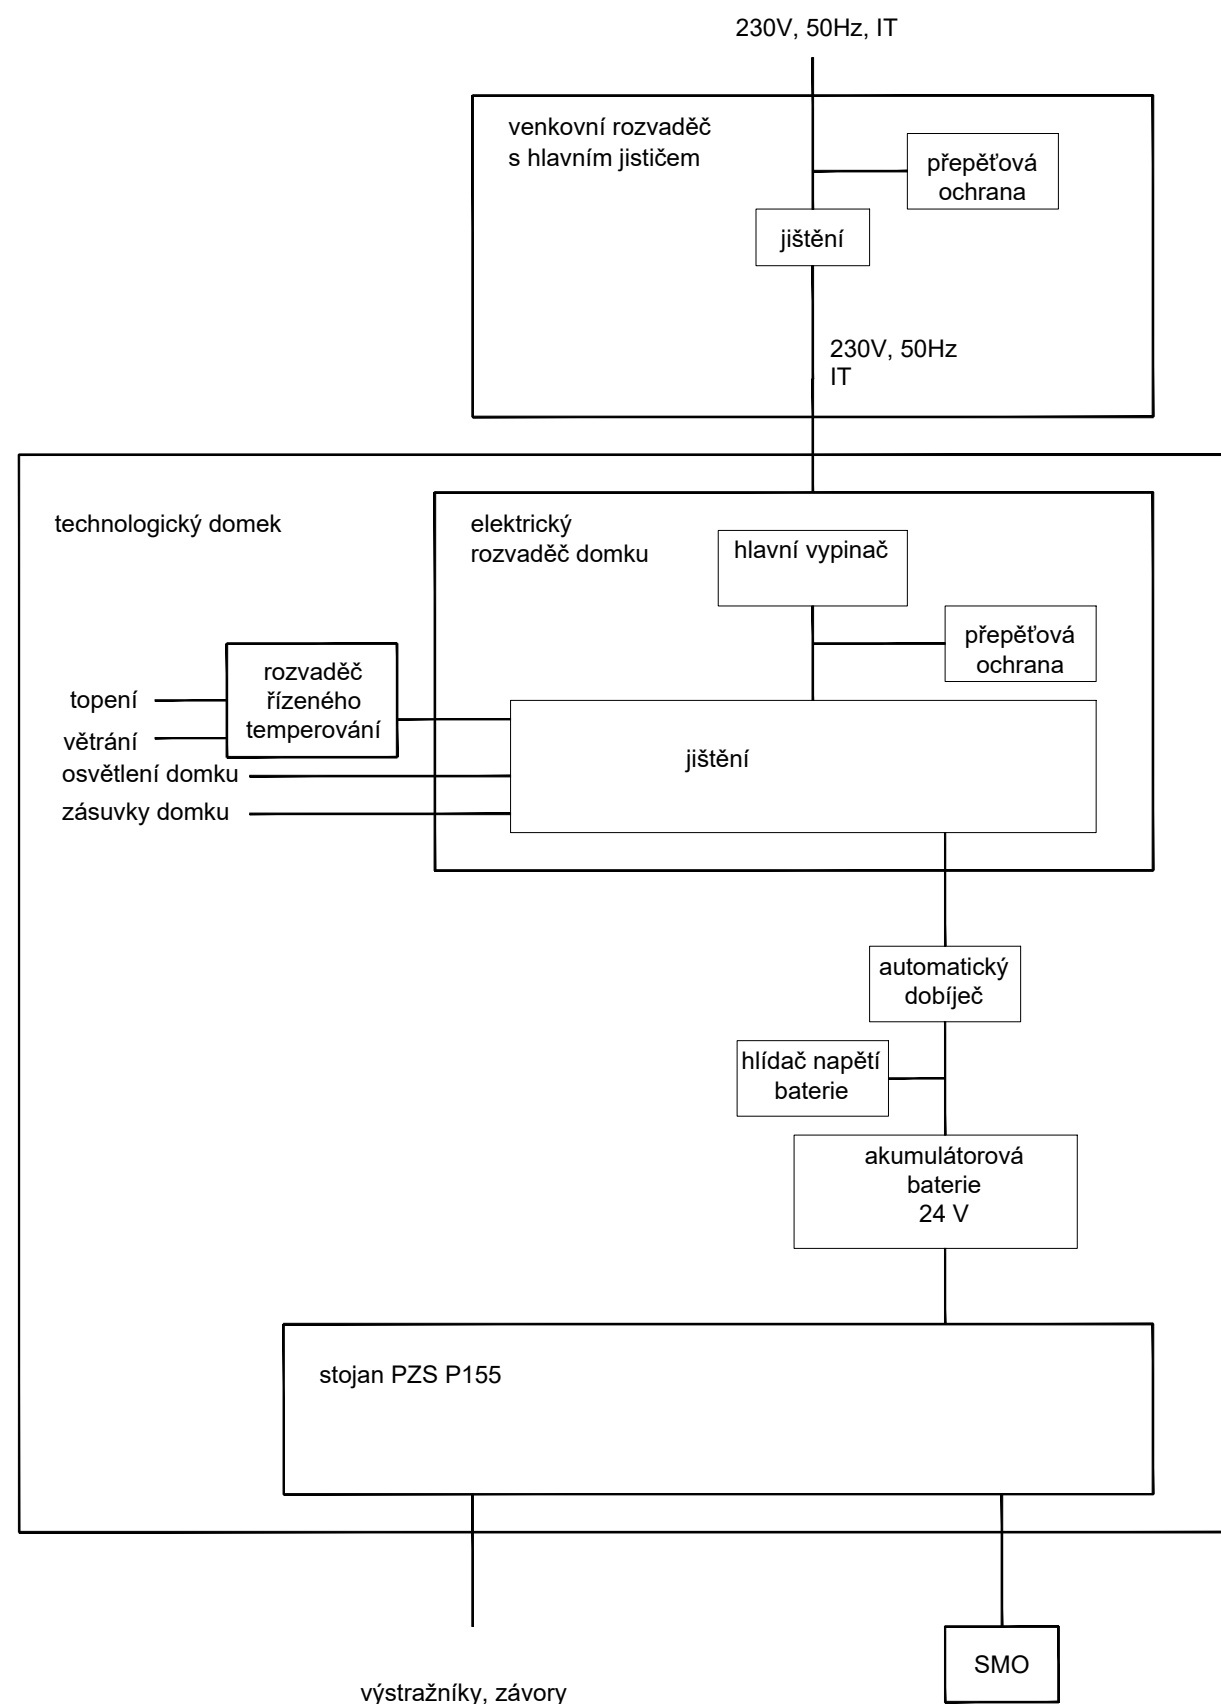 230V, 50Hz, IT
venkovní rozvaděč
s hlavním jističem
přepěťová
ochrana
jištění
230V, 50Hz
IT
technologický domek
elektrický
rozvaděč domku
hlavní vypinač
přepěťová
ochrana
rozvaděč
řízeného
temperování
topení
větrání
osvětlení domku
zásuvky domku
jištění
automatický
dobíječ
hlídač napětí
baterie
akumulátorová
baterie
24 V
stojan PZS P155
SMO
výstražníky, závory